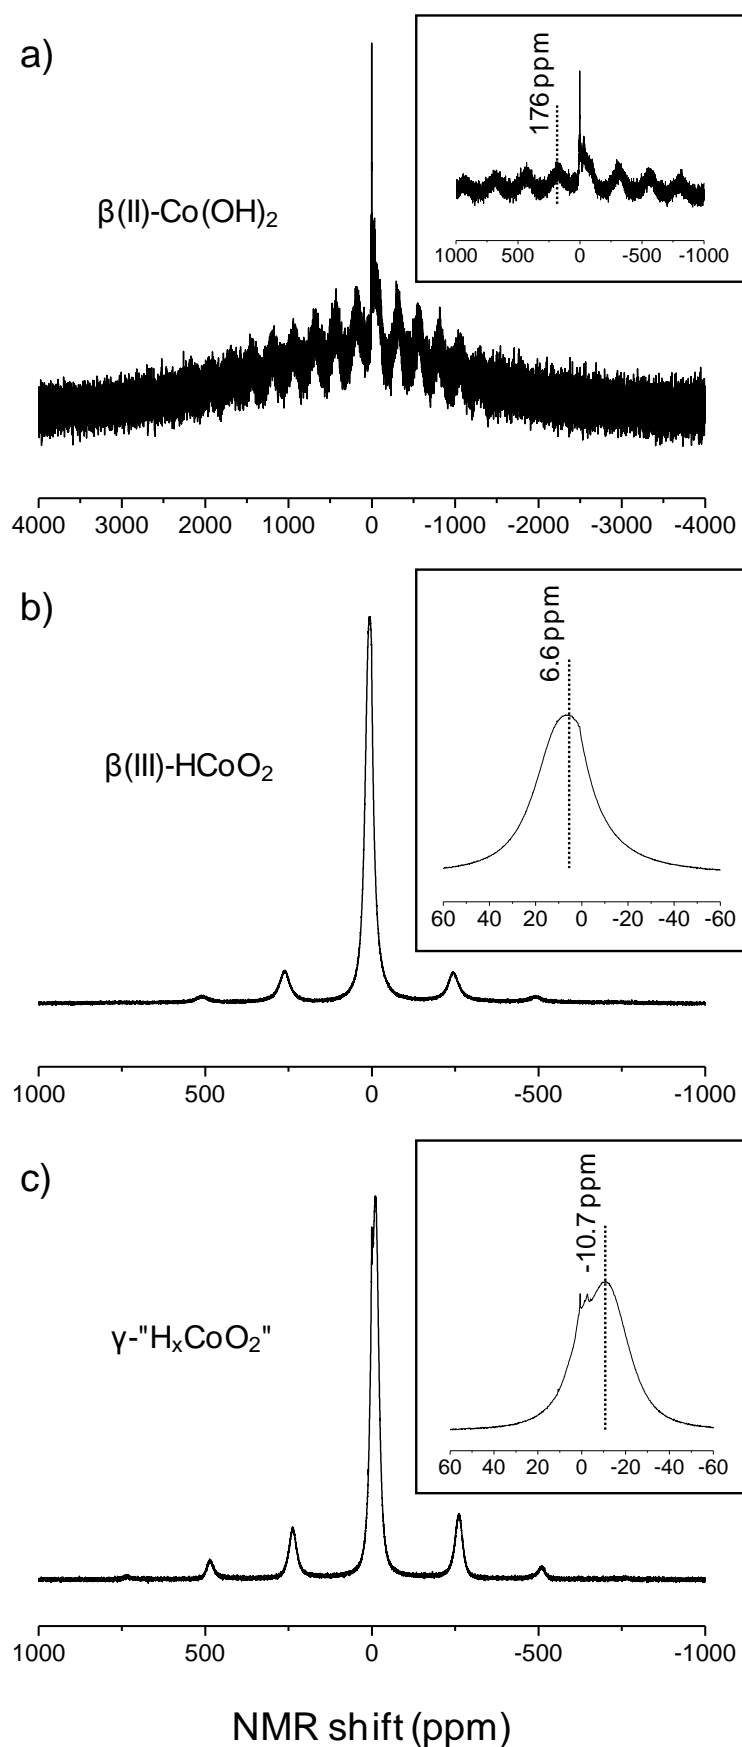 a)
176 ppm
β(II)-Co(OH)₂
1000 500 0 -500 -1000
4000 3000 2000 1000 0 -1000 -2000 -3000 -4000
b)
6.6 ppm
β(III)-HCoO₂
60 40 20 0 -20 -40 -60
1000 500 0 -500 -1000
c)
-10.7 ppm
γ-"HₓCoO₂"
60 40 20 0 -20 -40 -60
1000 500 0 -500 -1000
NMR shift (ppm)